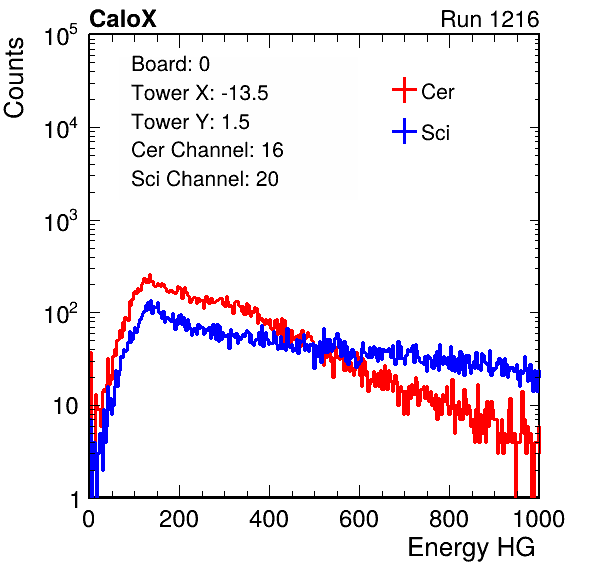 CaloX Run 1216
10^5
Counts
Board: 0
Tower X: -13.5
Tower Y: 1.5
Cer Channel: 16
Sci Channel: 20
Cer
Sci
10^4
10^3
10^2
10
1
0 200 400 600 800 1000
Energy HG